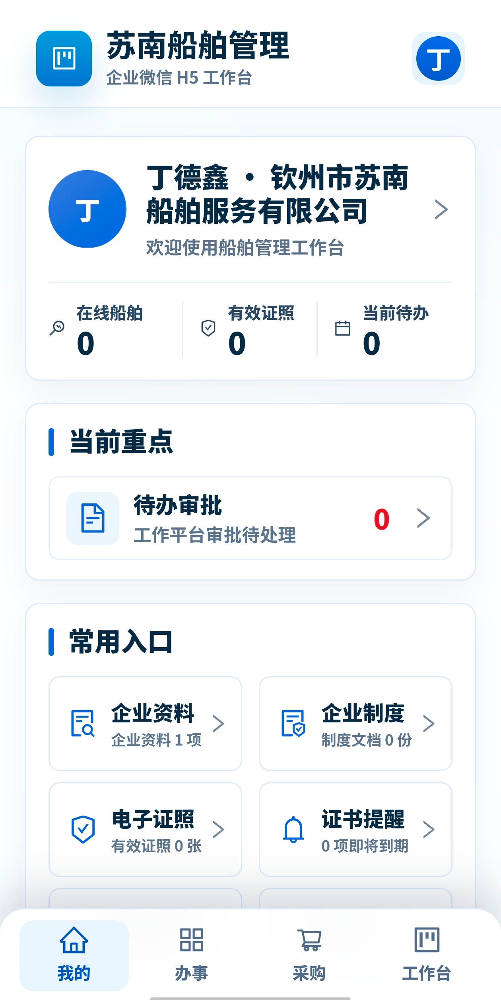 苏南船舶管理
企业微信 H5 工作台
丁
丁
丁德鑫 · 钦州市苏南
船舶服务有限公司
欢迎使用船舶管理工作台
在线船舶
0
有效证照
0
当前待办
0
当前重点
待办审批
工作平台审批待处理
0
常用入口
企业资料
企业资料 1 项
企业制度
制度文档 0 份
电子证照
有效证照 0 张
证书提醒
0 项即将到期
我的
办事
采购
工作台